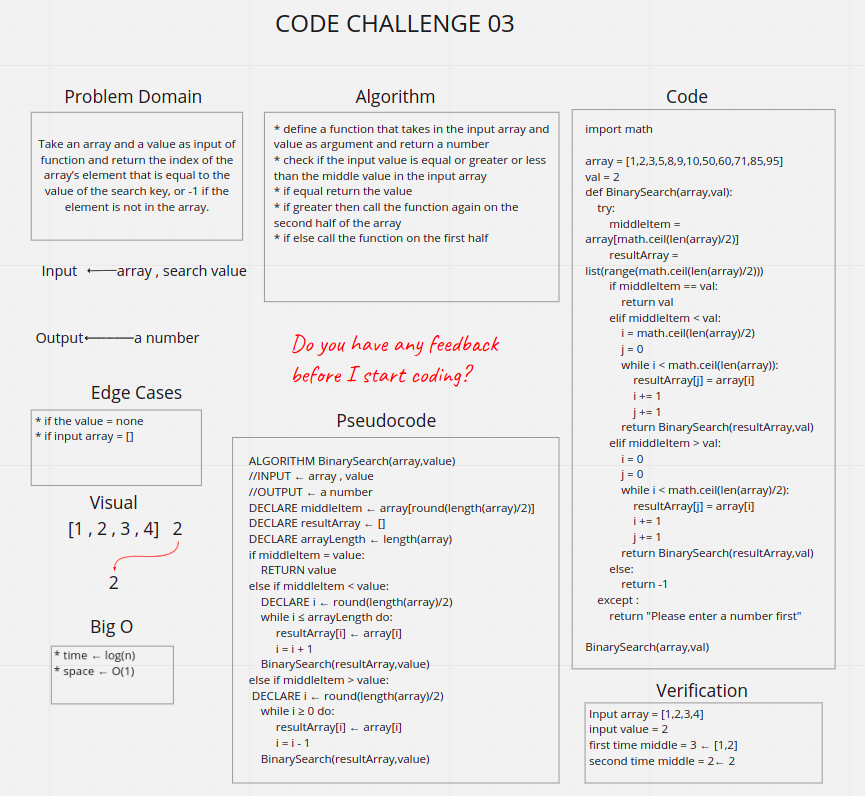 CODE CHALLENGE 03
Problem Domain
Take an array and a value as input of
function and return the index of the
array's element that is equal to the
value of the search key, or -1 if the
element is not in the array.
Input ← array , search value
Output ← a number
Edge Cases
* if the value = none
* if input array = []
Visual
[1 , 2 , 3 , 4] 2
2
Big O
* time ← log(n)
* space ← O(1)
Algorithm
* define a function that takes in the input array and
value as argument and return a number
* check if the input value is equal or greater or less
than the middle value in the input array
* if equal return the value
* if greater then call the function again on the
second half of the array
* if else call the function on the first half
Do you have any feedback
before I start coding?
Pseudocode
ALGORITHM BinarySearch(array,value)
//INPUT ← array , value
//OUTPUT ← a number
DECLARE middleItem ← array[round(length(array)/2)]
DECLARE resultArray ← []
DECLARE arrayLength ← length(array)
if middleItem = value:
RETURN value
else if middleItem < value:
DECLARE i ← round(length(array)/2)
while i ≤ arrayLength do:
resultArray[i] ← array[i]
i = i + 1
BinarySearch(resultArray,value)
else if middleItem > value:
DECLARE i ← round(length(array)/2)
while i ≥ 0 do:
resultArray[i] ← array[i]
i = i - 1
BinarySearch(resultArray,value)
Code
import math
array = [1,2,3,5,8,9,10,50,60,71,85,95]
val = 2
def BinarySearch(array,val):
try:
middleItem =
array[math.ceil(len(array)/2)]
resultArray =
list(range(math.ceil(len(array)/2)))
if middleItem == val:
return val
elif middleItem < val:
i = math.ceil(len(array)/2)
j = 0
while i < math.ceil(len(array)):
resultArray[j] = array[i]
i += 1
j += 1
return BinarySearch(resultArray,val)
elif middleItem > val:
i = 0
j = 0
while i < math.ceil(len(array)/2):
resultArray[j] = array[i]
i += 1
j += 1
return BinarySearch(resultArray,val)
else:
return -1
except :
return "Please enter a number first"
BinarySearch(array,val)
Verification
Input array = [1,2,3,4]
input value = 2
first time middle = 3 ← [1,2]
second time middle = 2← 2